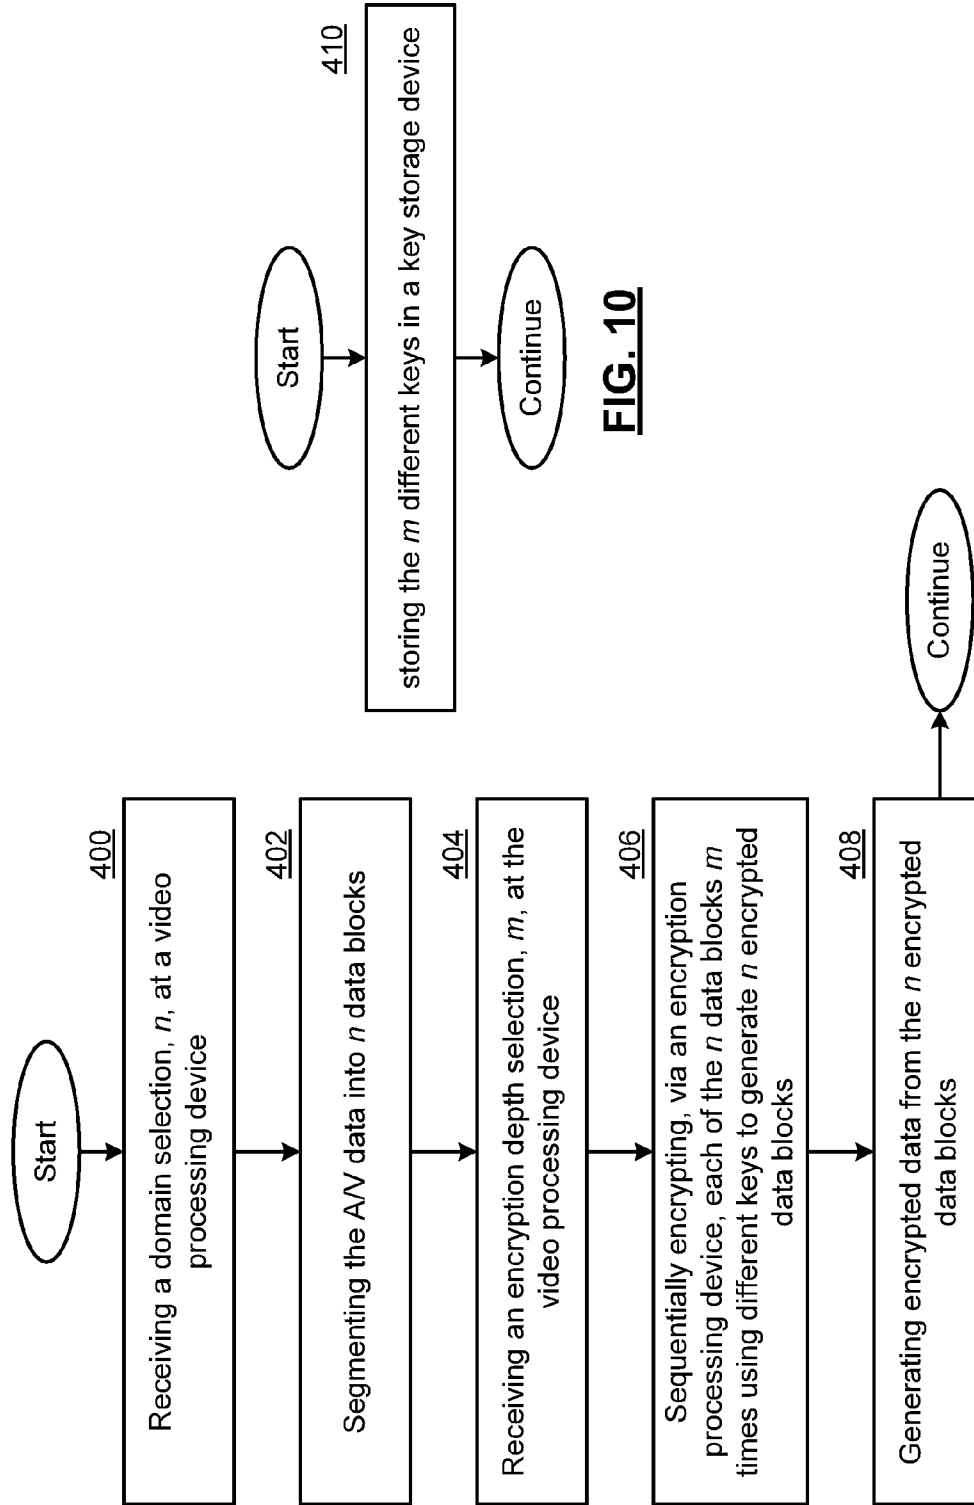 Start
400
Receiving a domain selection, n, at a video
processing device
402
Segmenting the A/V data into n data blocks
404
Receiving an encryption depth selection, m, at the
video processing device
406
Sequentially encrypting, via an encryption
processing device, each of the n data blocks m
times using different keys to generate n encrypted
data blocks
408
Generating encrypted data from the n encrypted
data blocks
Continue
Start
410
storing the m different keys in a key storage device
Continue
FIG. 10